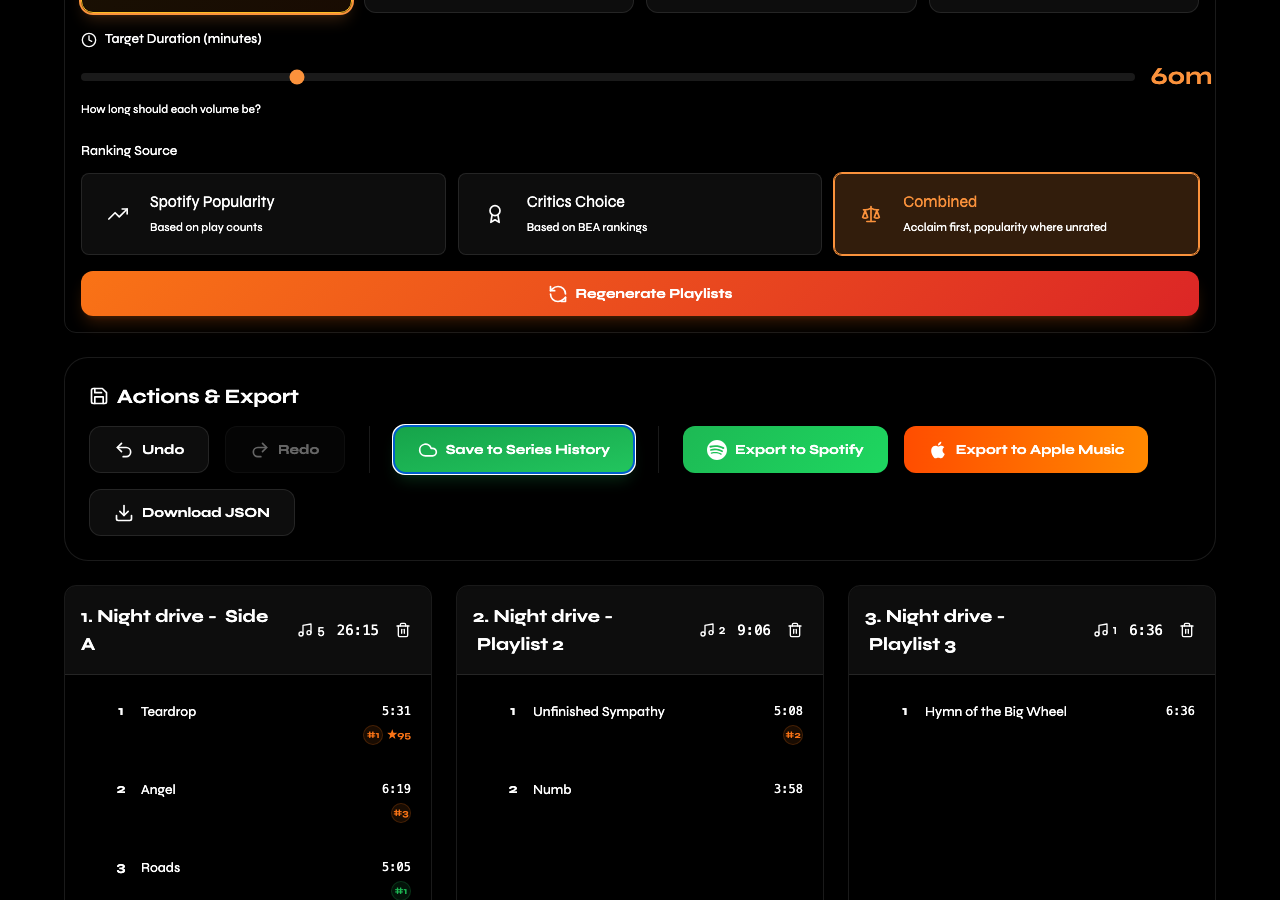 Target Duration (minutes)
60m
How long should each volume be?
Ranking Source
Spotify Popularity
Based on play counts
Critics Choice
Based on BEA rankings
Combined
Acclaim first, popularity where unrated
Regenerate Playlists
Actions & Export
Undo
Redo
Save to Series History
Export to Spotify
Export to Apple Music
Download JSON
1. Night drive - Side
A
5 26:15
1 Teardrop 5:31
#1 ★95
2 Angel 6:19
#3
3 Roads 5:05
#1
2. Night drive -
Playlist 2
2 9:06
1 Unfinished Sympathy 5:08
#2
2 Numb 3:58
3. Night drive -
Playlist 3
1 6:36
1 Hymn of the Big Wheel 6:36